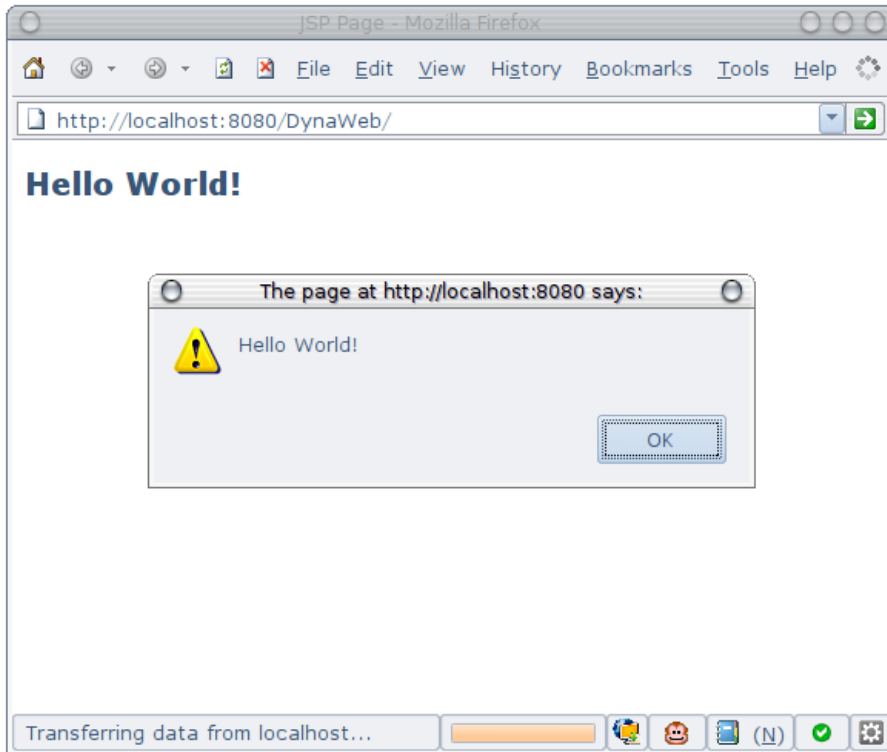 JSP Page - Mozilla Firefox
File Edit View History Bookmarks Tools Help
http://localhost:8080/DynaWeb/
Hello World!
The page at http://localhost:8080 says:
Hello World!
OK
Transferring data from localhost... (N)